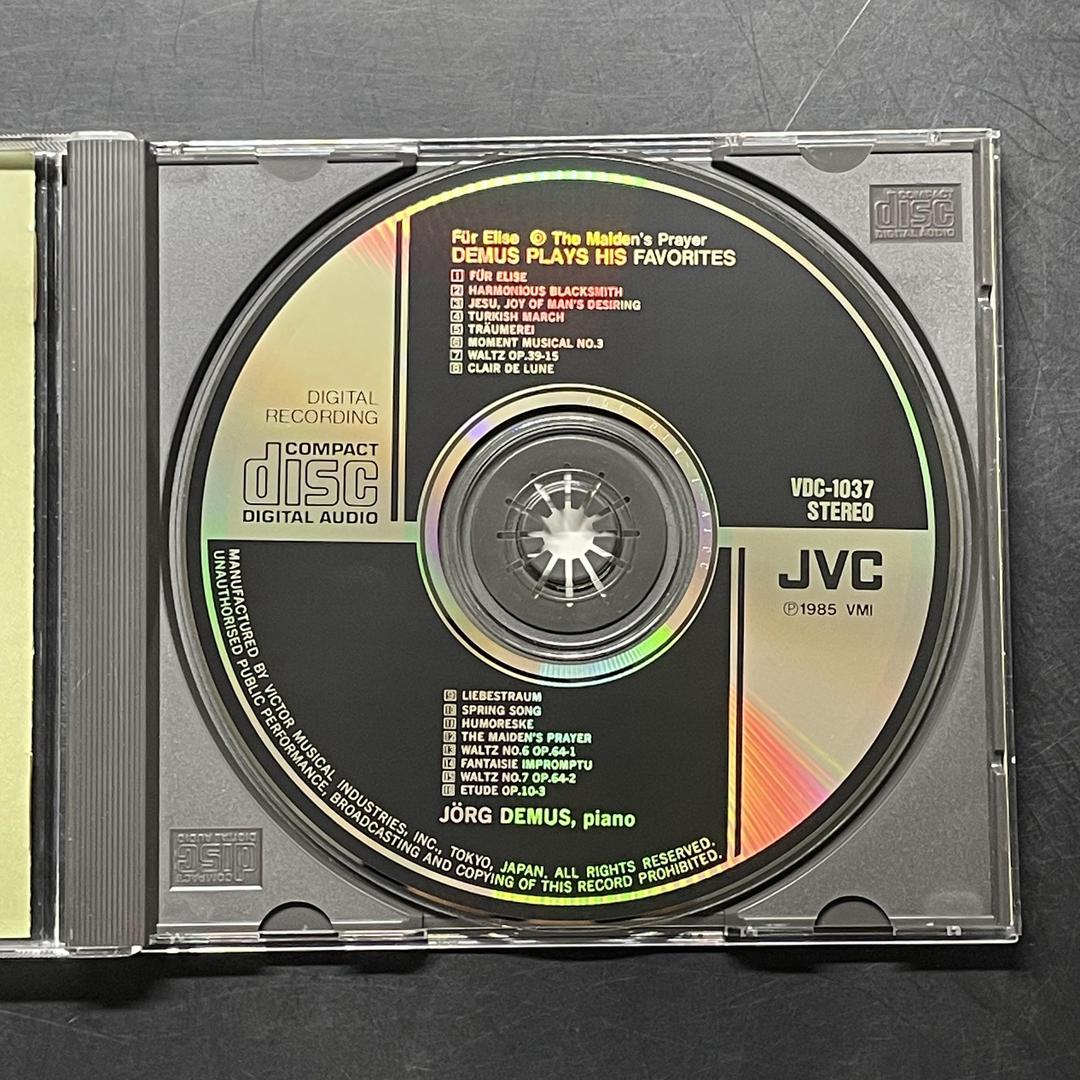 Für Elise ◎ The Maiden's Prayer
DEMUS PLAYS HIS FAVORITES
1 FÜR ELISE
2 HARMONIOUS BLACKSMITH
3 JESU, JOY OF MAN'S DESIRING
4 TURKISH MARCH
5 TRÄUMEREI
6 MOMENT MUSICAL NO.3
7 WALTZ OP.39-15
8 CLAIR DE LUNE
DIGITAL
RECORDING
COMPACT
disc
DIGITAL AUDIO
VDC-1037
STEREO
JVC
Ⓟ1985 VMI
9 LIEBESTRAUM
10 SPRING SONG
11 HUMORESKE
12 THE MAIDEN'S PRAYER
13 WALTZ NO.6 OP.64-1
14 FANTAISIE IMPROMPTU
15 WALTZ NO.7 OP.64-2
16 ETUDE OP.10-3
JÖRG DEMUS, piano
MANUFACTURED BY VICTOR MUSICAL INDUSTRIES, INC., TOKYO, JAPAN. ALL RIGHTS RESERVED.
UNAUTHORISED PUBLIC PERFORMANCE, BROADCASTING AND COPYING OF THIS RECORD PROHIBITED.
COMPACT
disc
DIGITAL AUDIO
COMPACT
disc
DIGITAL AUDIO